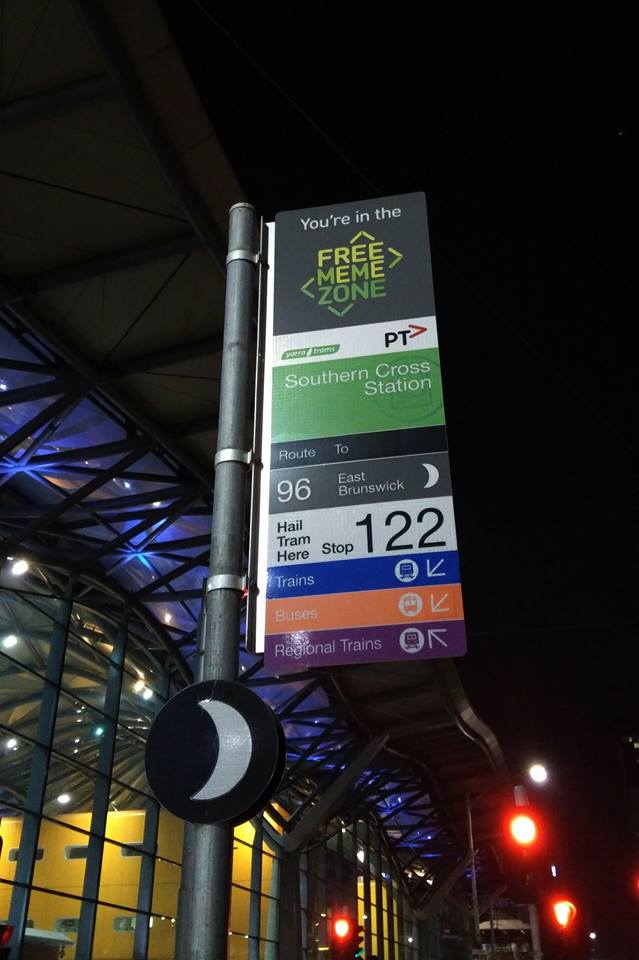 You're in the
FREE
MEME
ZONE
PT>
yarra trams
Southern Cross
Station
Route To
96 East
Brunswick
Hail
Tram
Here
Stop 122
Trains
Buses
Regional Trains